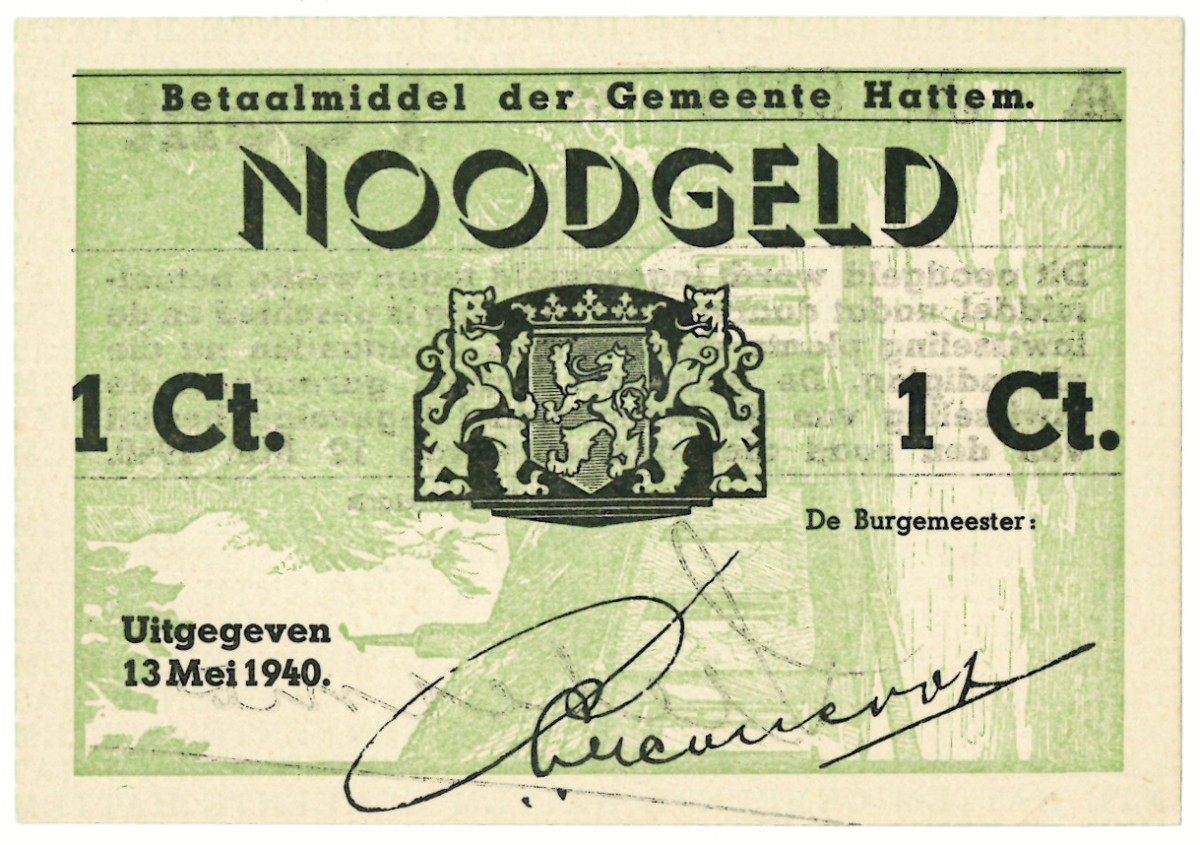 Betaalmiddel der Gemeente Hattem.
NOODGELD
1 Ct.
1 Ct.
De Burgemeester:
Uitgegeven
13 Mei 1940.